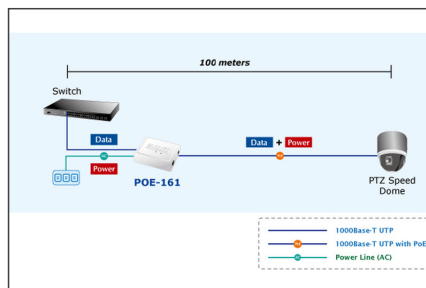 100 meters
Switch
Data
Data + Power
Power
POE-161
PTZ Speed
Dome
1000Base-T UTP
1000Base-T UTP with PoE
Power Line (AC)